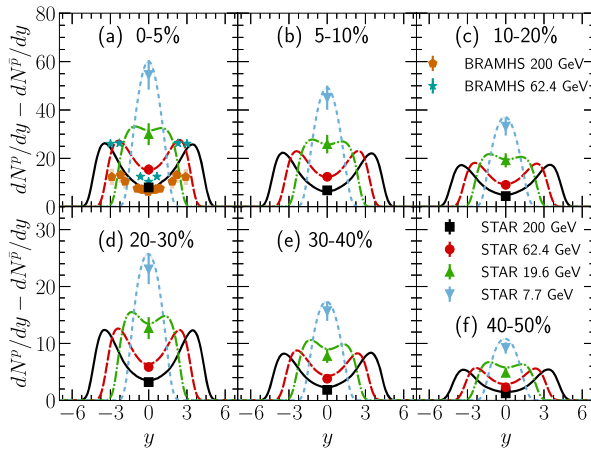 80
60
40
20
0
dN^p/dy − dN^p̄/dy
(a) 0-5%
(b) 5-10%
(c) 10-20%
BRAMHS 200 GeV
BRAMHS 62.4 GeV
30
20
10
0
dN^p/dy − dN^p̄/dy
(d) 20-30%
(e) 30-40%
STAR 200 GeV
STAR 62.4 GeV
STAR 19.6 GeV
STAR 7.7 GeV
(f) 40-50%
−6 −3 0 3 6 −6 −3 0 3 6 −6 −3 0 3 6
y y y